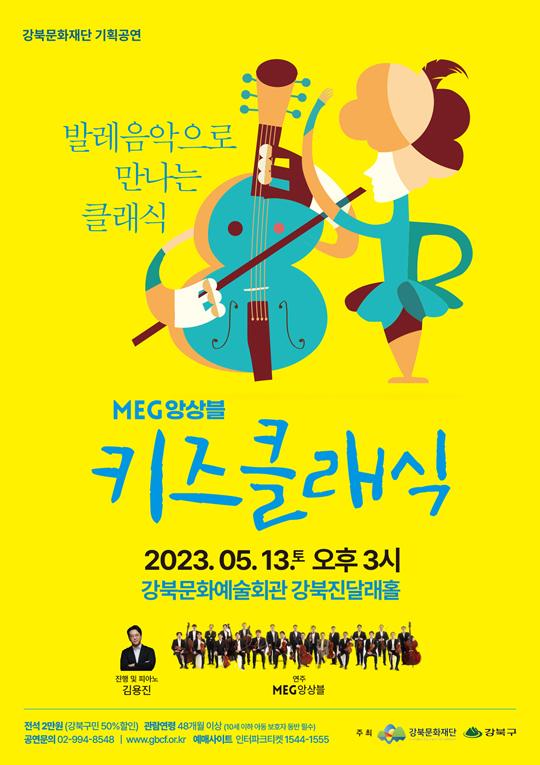 강북문화재단 기획공연
발레음악으로
만나는
클래식
MEG앙상블
키즈클래식
2023. 05. 13.토 오후 3시
강북문화예술회관 강북진달래홀
진행 및 피아노
김용진
연주
MEG앙상블
전석 2만원 (강북구민 50%할인) 관람연령 48개월 이상 (10세 이하 아동 보호자 동반 필수)
공연문의 02-994-8548 | www.gbcf.or.kr 예매사이트 인터파크티켓 1544-1555
주최 강북문화재단 강북구